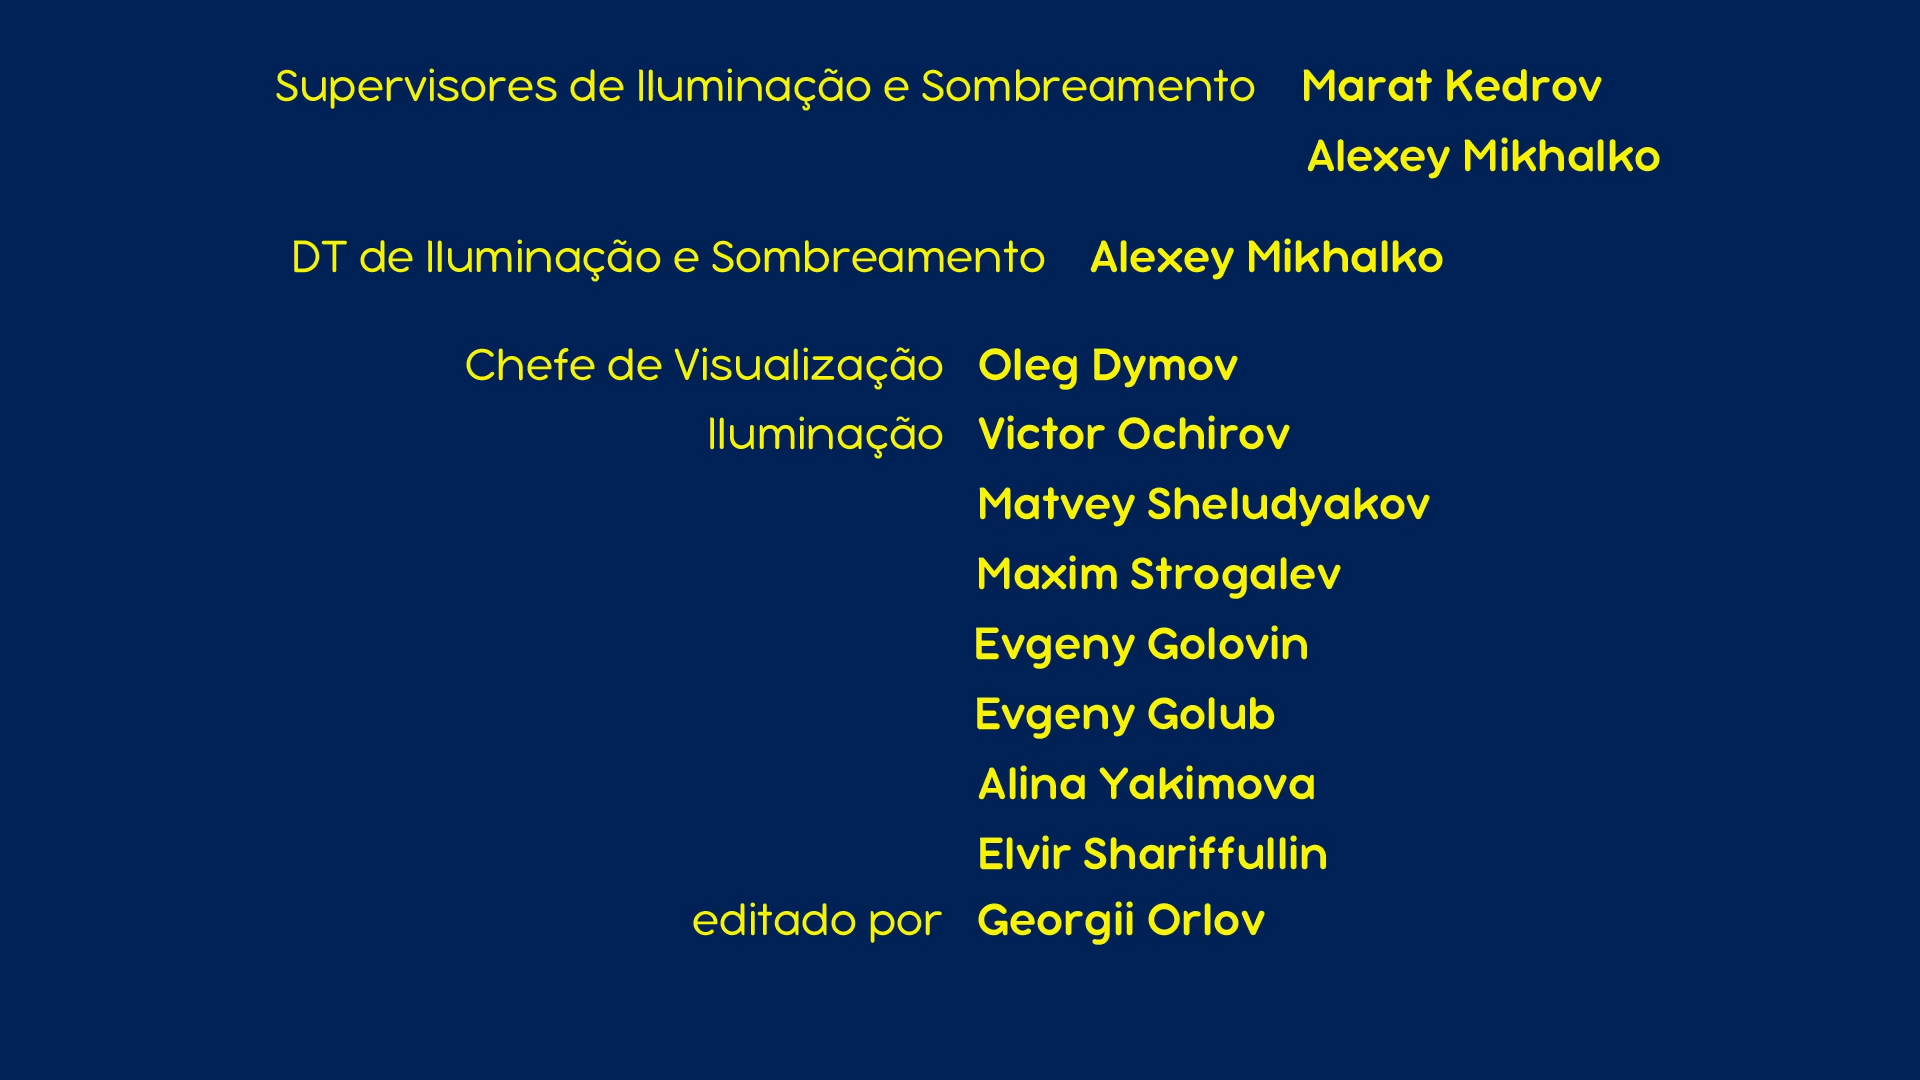 Supervisores de Iluminação e Sombreamento Marat Kedrov
Alexey Mikhalko
DT de Iluminação e Sombreamento Alexey Mikhalko
Chefe de Visualização Oleg Dymov
Iluminação Victor Ochirov
Matvey Sheludyakov
Maxim Strogalev
Evgeny Golovin
Evgeny Golub
Alina Yakimova
Elvir Shariffullin
editado por Georgii Orlov